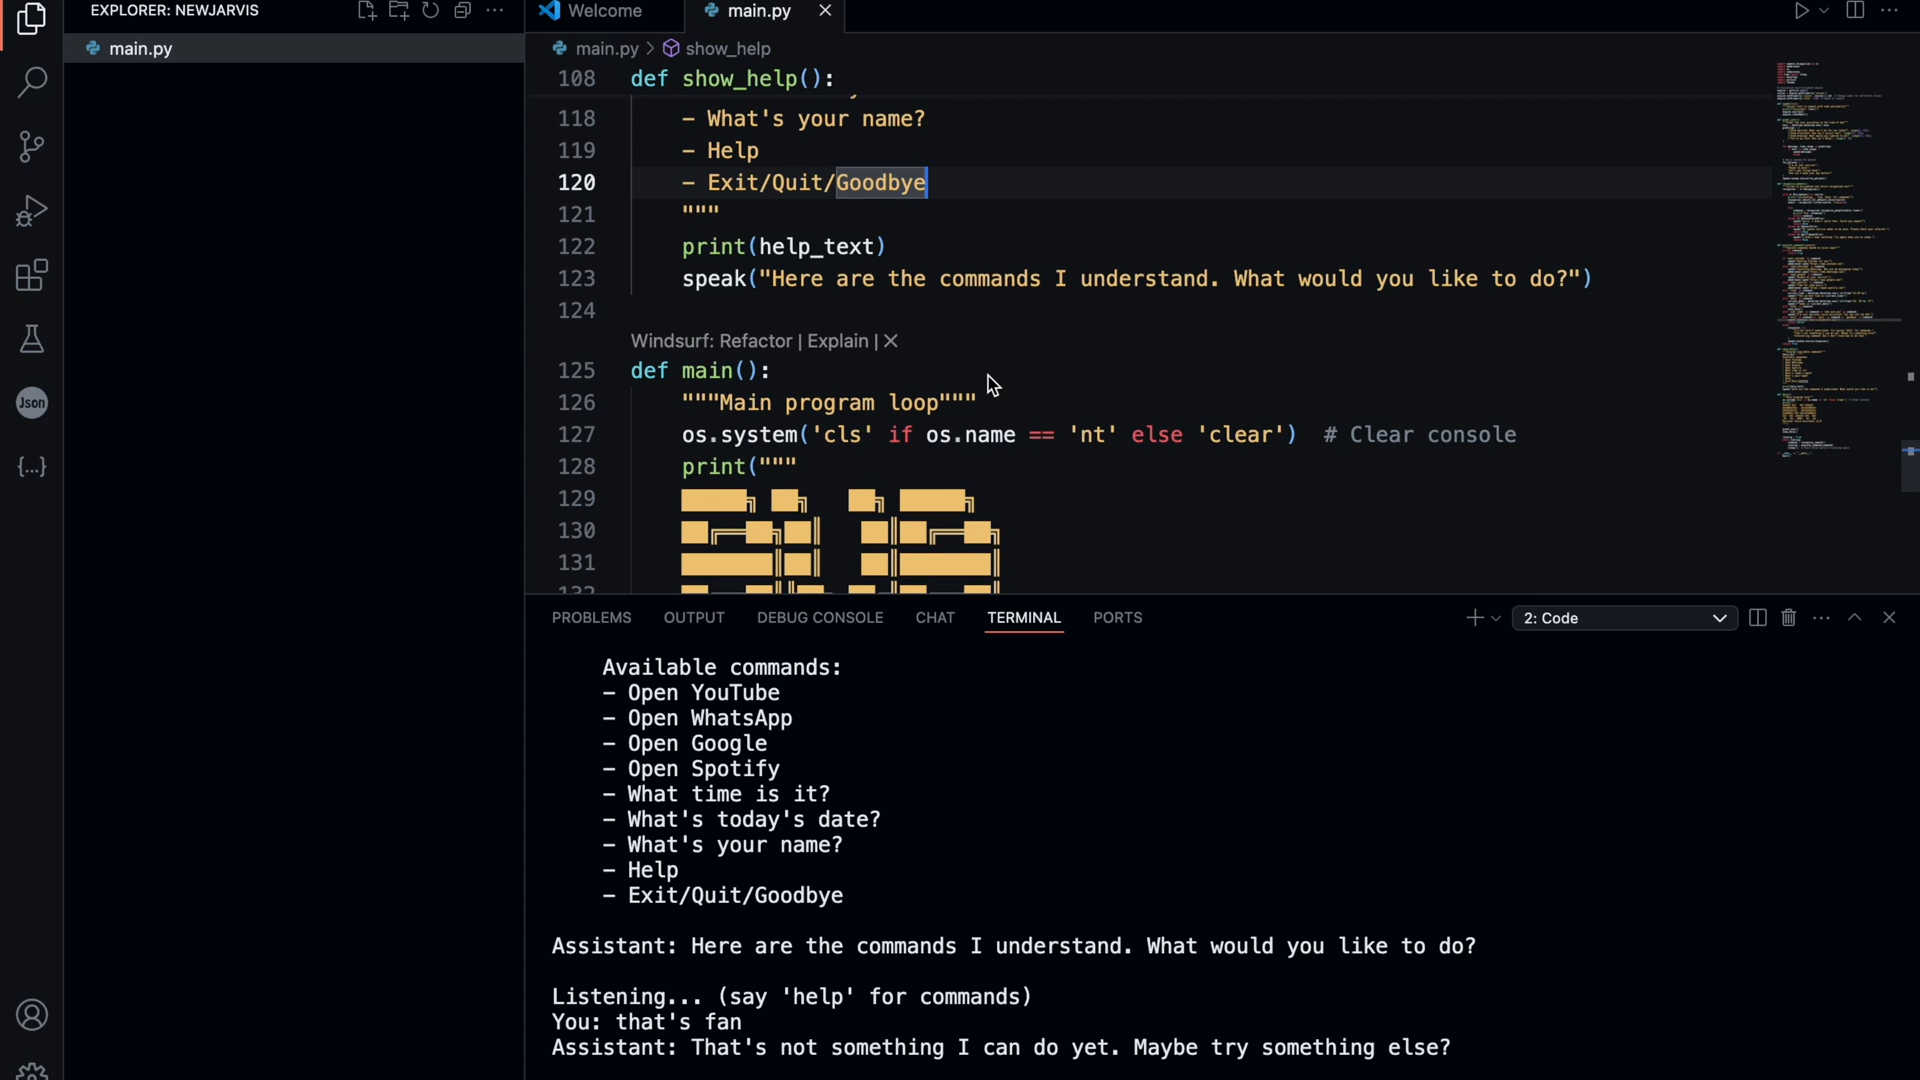 EXPLORER: NEWJARVIS
Welcome
main.py
main.py
main.py > show_help
108 def show_help():
118 - What's your name?
119 - Help
120 - Exit/Quit/Goodbye
121 """
122 print(help_text)
123 speak("Here are the commands I understand. What would you like to do?")
124
Windsurf: Refactor | Explain |
125 def main():
126 """Main program loop"""
127 os.system('cls' if os.name == 'nt' else 'clear')  # Clear console
128 print("""
129
130
131
132
PROBLEMS OUTPUT DEBUG CONSOLE CHAT TERMINAL PORTS
2: Code
Json
{...}
Available commands:
- Open YouTube
- Open WhatsApp
- Open Google
- Open Spotify
- What time is it?
- What's today's date?
- What's your name?
- Help
- Exit/Quit/Goodbye
Assistant: Here are the commands I understand. What would you like to do?
Listening... (say 'help' for commands)
You: that's fan
Assistant: That's not something I can do yet. Maybe try something else?